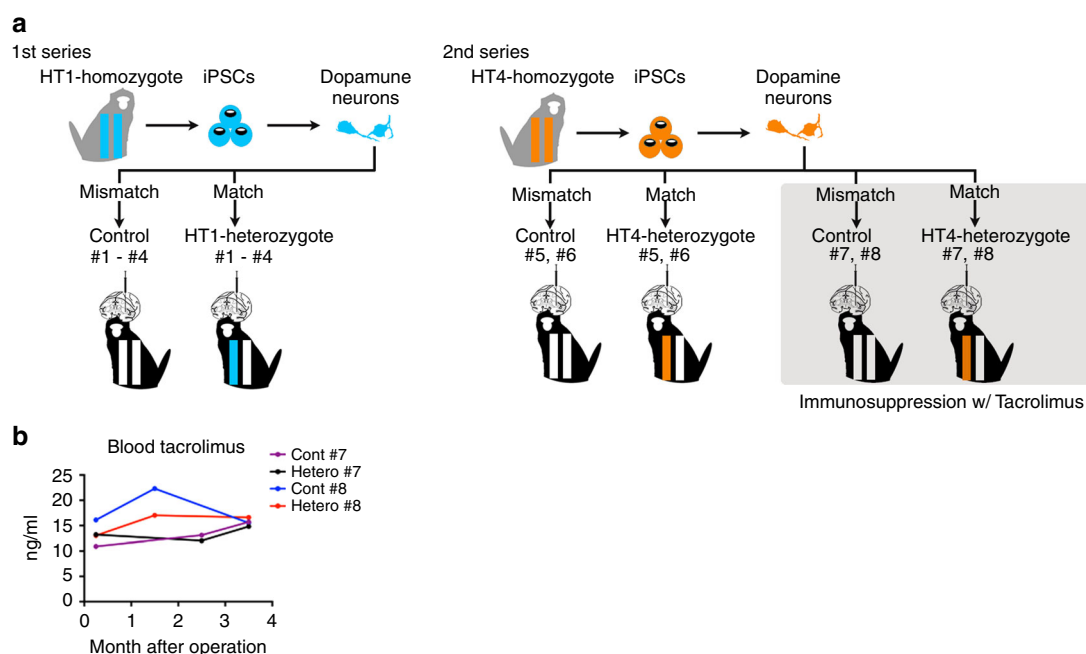 a
1st series
HT1-homozygote
iPSCs
Dopamune
neurons
Mismatch
Match
Control
#1 - #4
HT1-heterozygote
#1 - #4
2nd series
HT4-homozygote
iPSCs
Dopamine
neurons
Mismatch
Match
Mismatch
Match
Control
#5, #6
HT4-heterozygote
#5, #6
Control
#7, #8
HT4-heterozygote
#7, #8
Immunosuppression w/ Tacrolimus
b
Blood tacrolimus
Cont #7
Hetero #7
Cont #8
Hetero #8
ng/ml
25
20
15
10
5
0
0 1 2 3 4
Month after operation